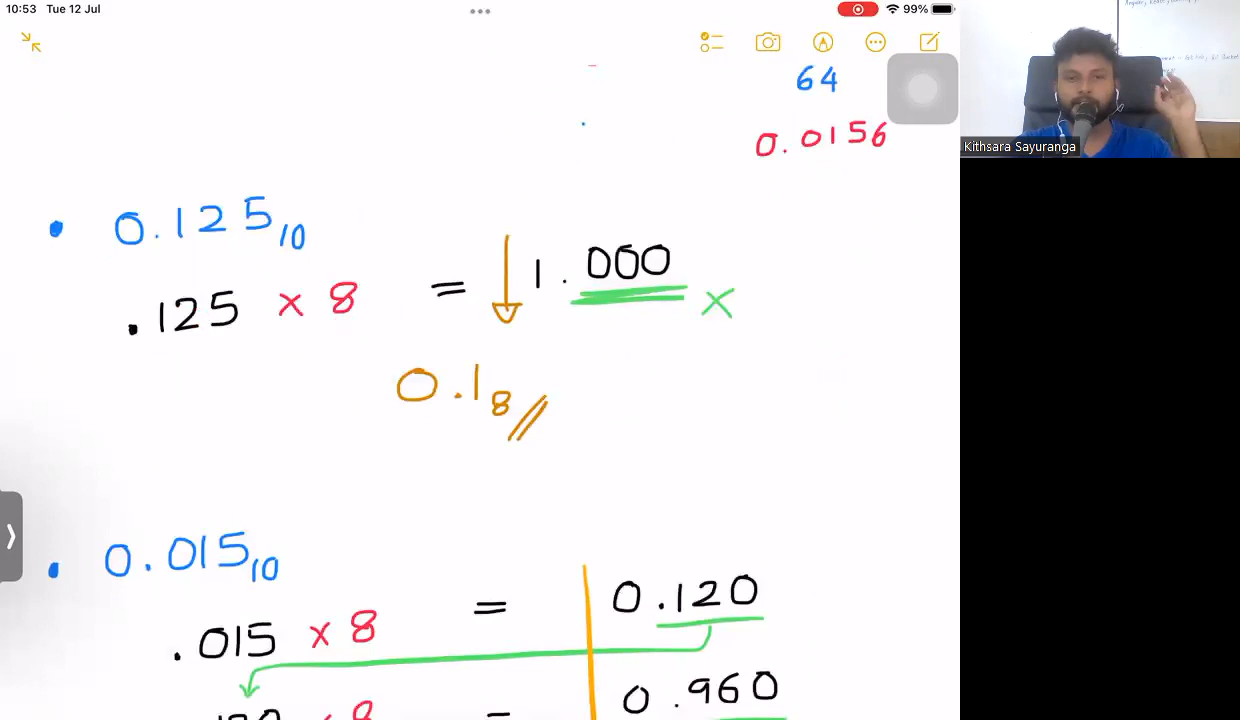 10:53 Tue 12 Jul
99%
64
0.0156
Kithsara Sayuranga
• 0.125₁₀
.125 × 8 = 1.000 ×
0.1₈//
• 0.015₁₀
.015 × 8 = 0.120
× 8 = 0.960